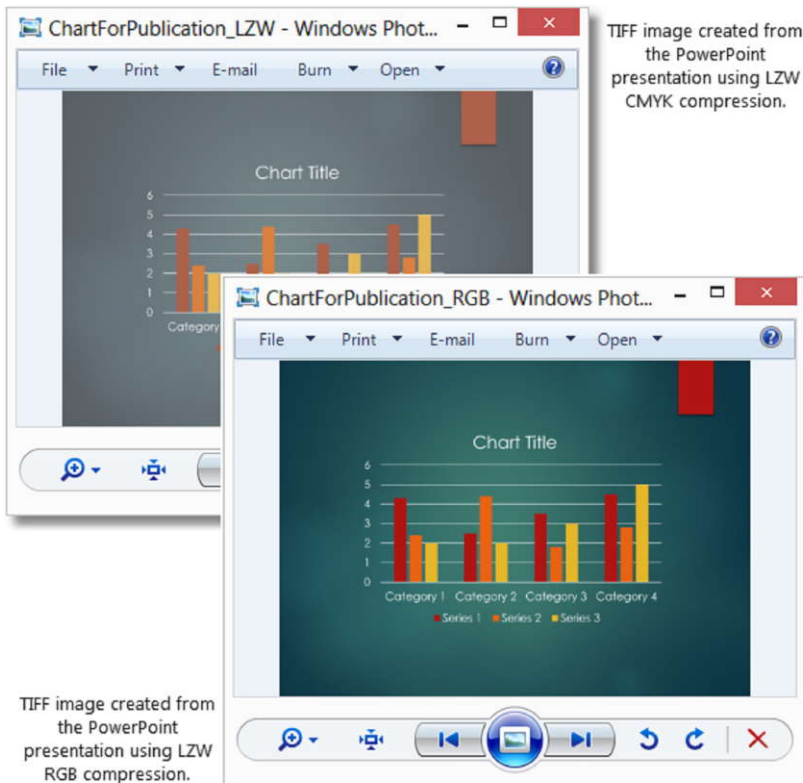 ChartForPublication_LZW - Windows Phot...
File Print E-mail Burn Open
TIFF image created from
the PowerPoint
presentation using LZW
CMYK compression.
Chart Title
6
5
4
3
2
1
0
Category
ChartForPublication_RGB - Windows Phot...
File Print E-mail Burn Open
Chart Title
6
5
4
3
2
1
0
Category 1 Category 2 Category 3 Category 4
Series 1 Series 2 Series 3
TIFF image created from
the PowerPoint
presentation using LZW
RGB compression.